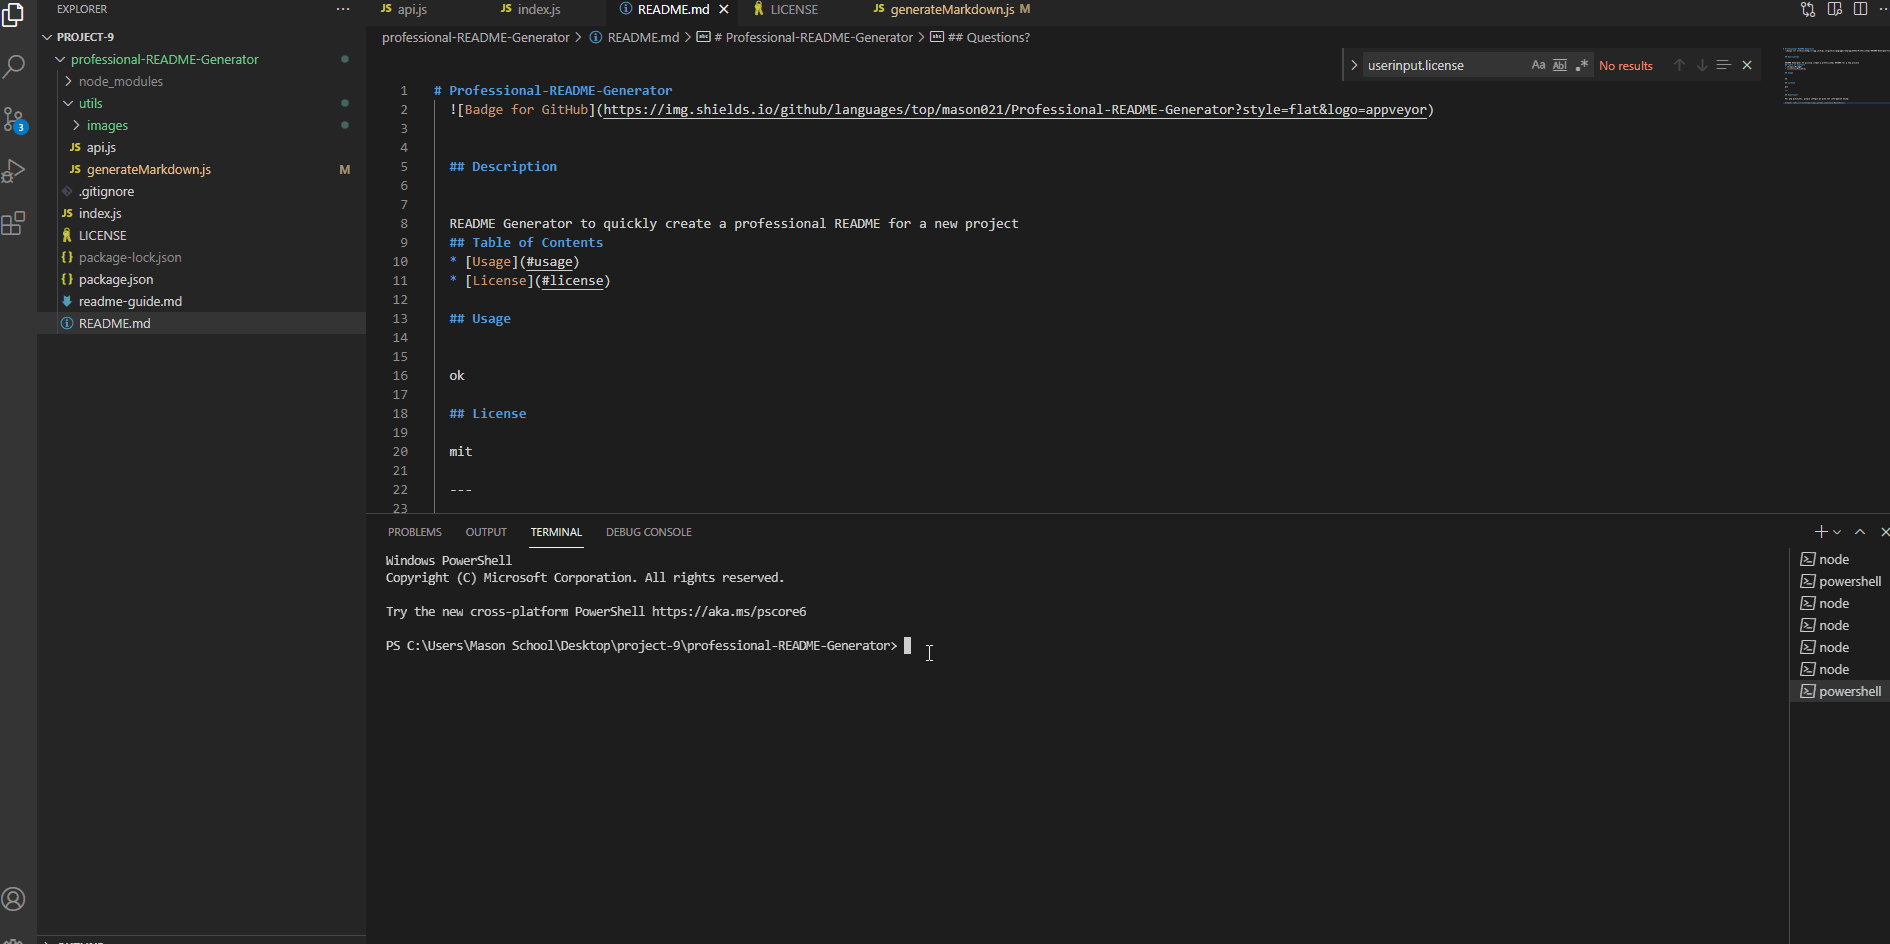 EXPLORER ···
PROJECT-9
professional-README-Generator
node_modules
utils
images
JS api.js
JS generateMarkdown.js M
.gitignore
JS index.js
LICENSE
{} package-lock.json
{} package.json
readme-guide.md
README.md
3
JS api.js JS index.js README.md LICENSE JS generateMarkdown.js M
professional-README-Generator > README.md > # Professional-README-Generator > ## Questions?
userinput.license Aa Abl .* No results
1 # Professional-README-Generator
2 ![Badge for GitHub](https://img.shields.io/github/languages/top/mason021/Professional-README-Generator?style=flat&logo=appveyor)
3
4
5 ## Description
6
7
8 README Generator to quickly create a professional README for a new project
9 ## Table of Contents
10 * [Usage](#usage)
11 * [License](#license)
12
13 ## Usage
14
15
16 ok
17
18 ## License
19
20 mit
21
22 ---
23
PROBLEMS OUTPUT TERMINAL DEBUG CONSOLE
Windows PowerShell
Copyright (C) Microsoft Corporation. All rights reserved.
Try the new cross-platform PowerShell https://aka.ms/pscore6
PS C:\Users\Mason School\Desktop\project-9\professional-README-Generator>
node
powershell
node
node
node
node
powershell